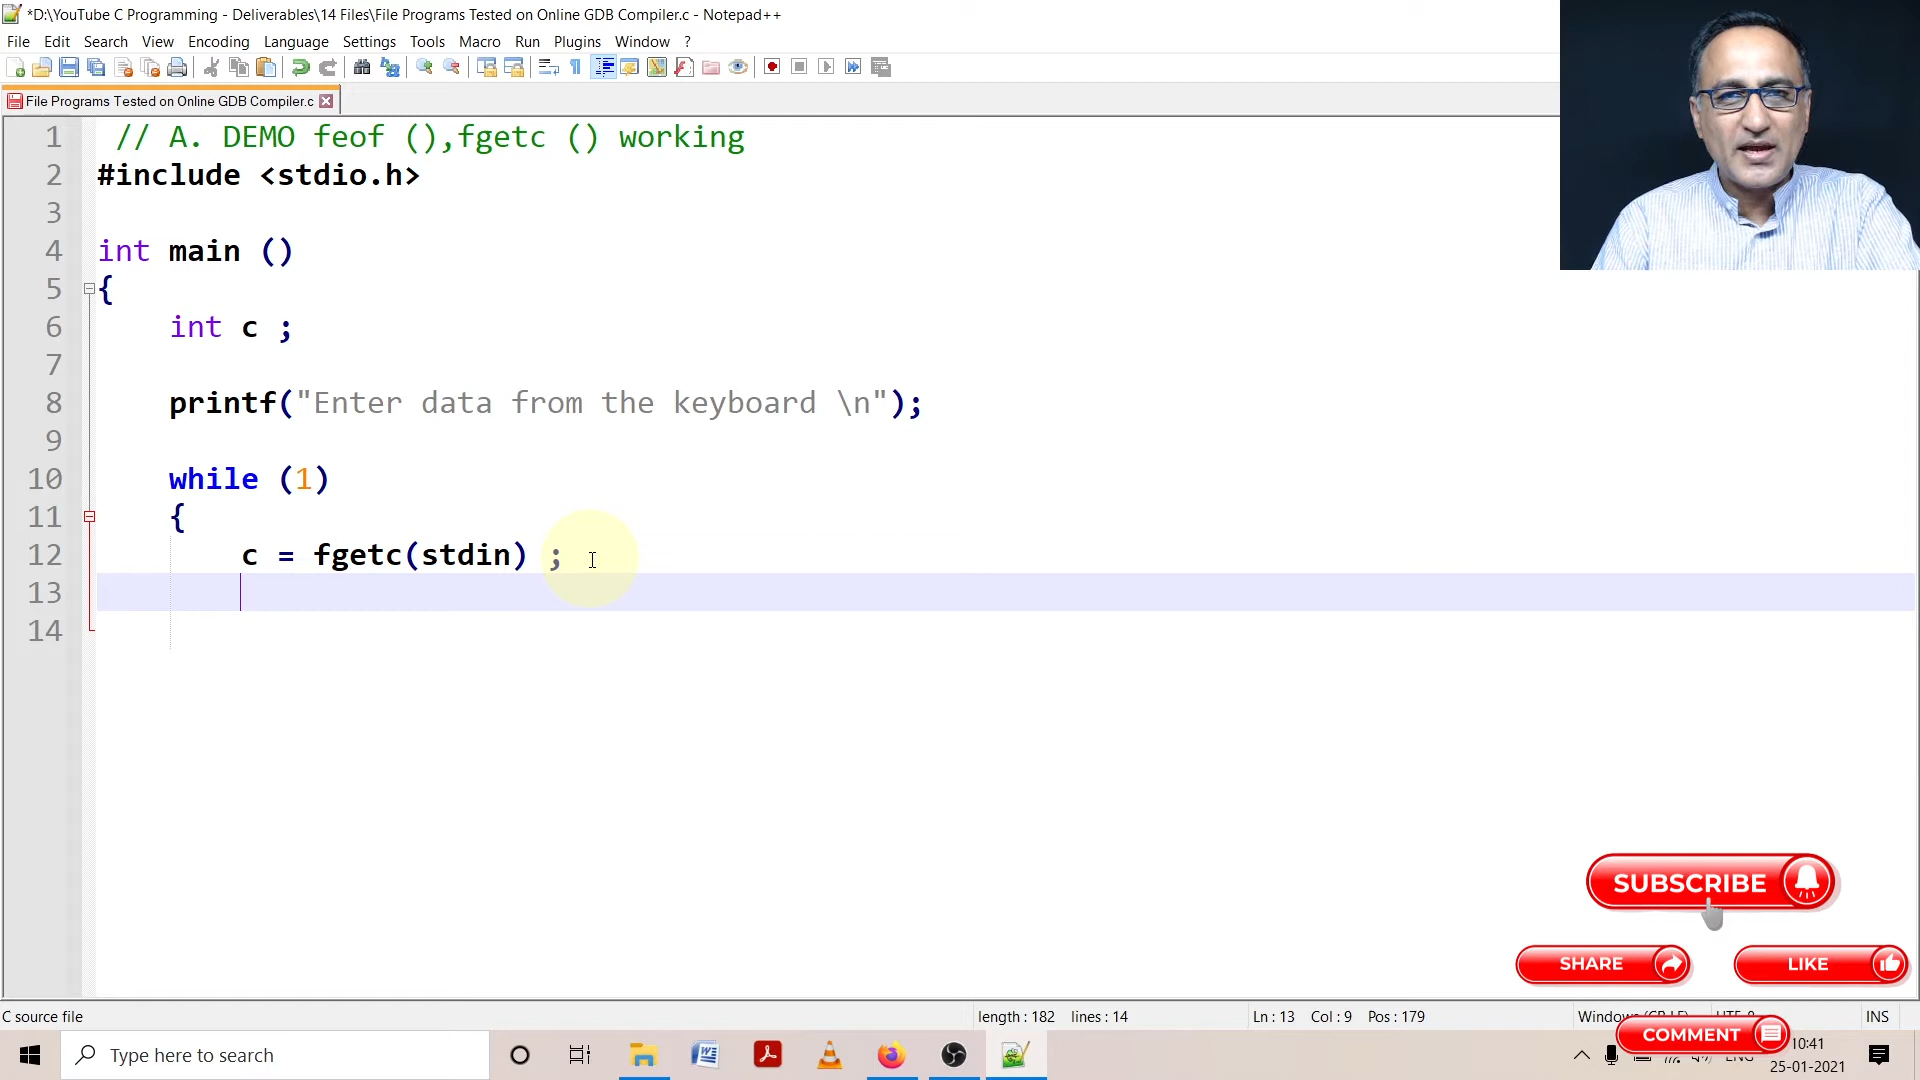 *D:\YouTube C Programming - Deliverables\14 Files\File Programs Tested on Online GDB Compiler.c - Notepad++
File Edit Search View Encoding Language Settings Tools Macro Run Plugins Window ?
File Programs Tested on Online GDB Compiler.c
1 // A. DEMO feof (),fgetc () working
2 #include <stdio.h>
3
4 int main ()
5 {
6 int c ;
7
8 printf("Enter data from the keyboard \n");
9
10 while (1)
11 {
12 c = fgetc(stdin) ;
13
14
SUBSCRIBE
SHARE LIKE
C source file length : 182 lines : 14 Ln : 13 Col : 9 Pos : 179 INS
COMMENT
Type here to search 10:41
25-01-2021